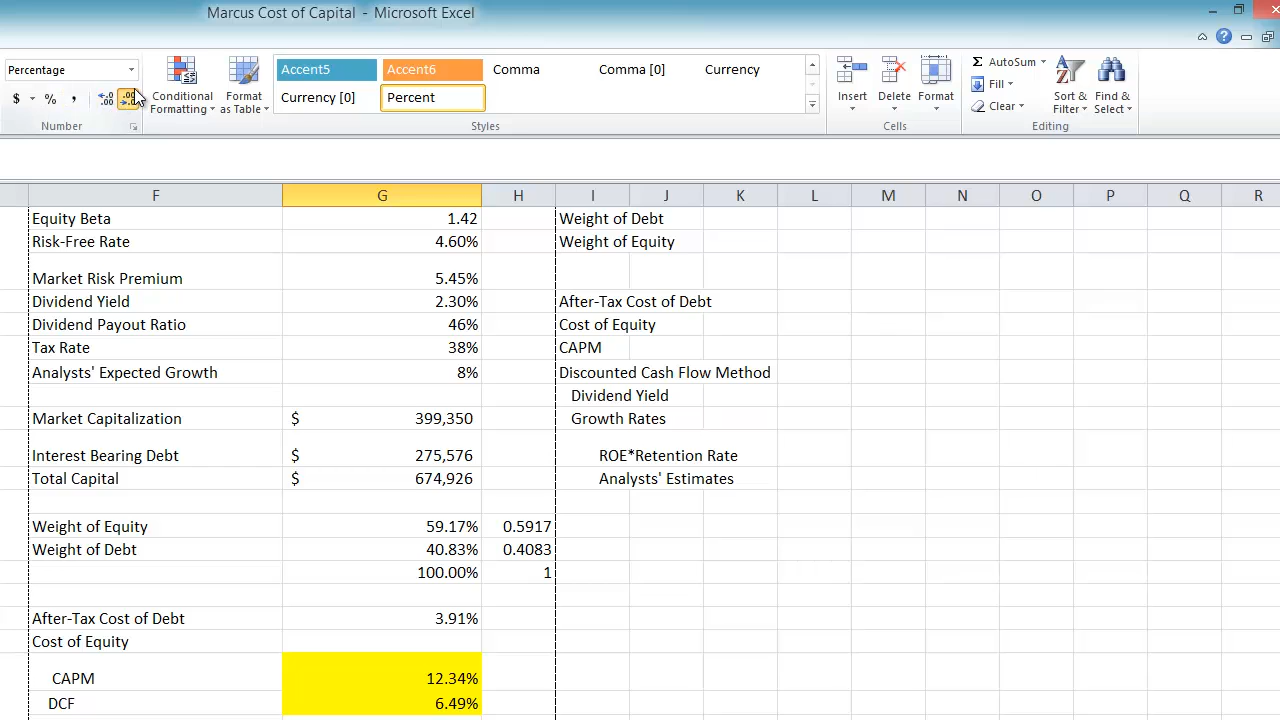 Marcus Cost of Capital - Microsoft Excel
Percentage
Accent5 Accent6 Comma Comma [0] Currency
Currency [0] Percent
$ % ,
Conditional Formatting
Format as Table
Insert Delete Format
Σ AutoSum
Fill
Clear
Sort & Filter
Find & Select
Number Styles Cells Editing
F G H I J K L M N O P Q R
Equity Beta 1.42 Weight of Debt
Risk-Free Rate 4.60% Weight of Equity
Market Risk Premium 5.45%
Dividend Yield 2.30% After-Tax Cost of Debt
Dividend Payout Ratio 46% Cost of Equity
Tax Rate 38% CAPM
Analysts' Expected Growth 8% Discounted Cash Flow Method
Dividend Yield
Market Capitalization $ 399,350 Growth Rates
Interest Bearing Debt $ 275,576 ROE*Retention Rate
Total Capital $ 674,926 Analysts' Estimates
Weight of Equity 59.17% 0.5917
Weight of Debt 40.83% 0.4083
100.00% 1
After-Tax Cost of Debt 3.91%
Cost of Equity
CAPM 12.34%
DCF 6.49%